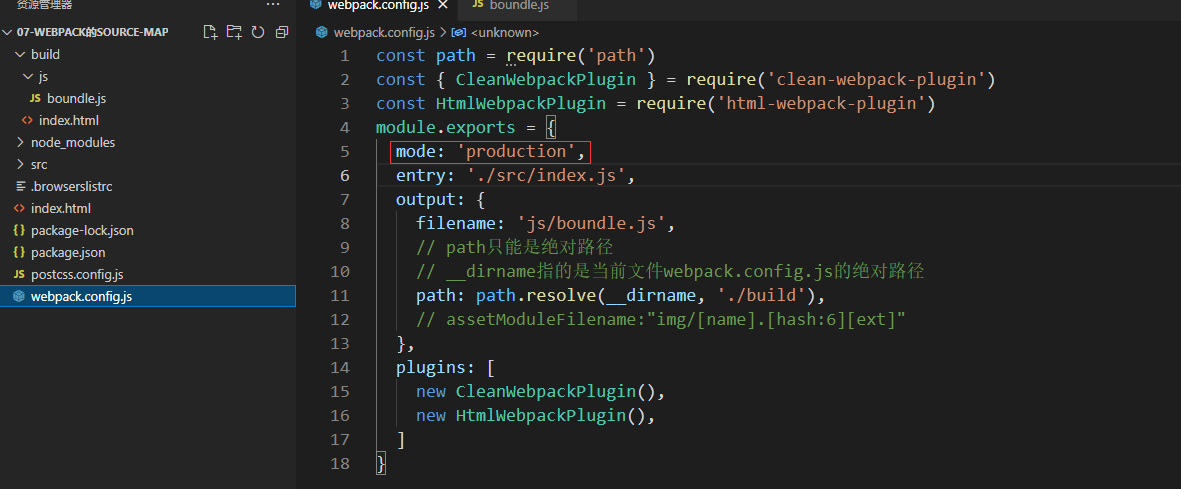 资源管理器 ···
webpack.config.js × JS boundle.js
07-WEBPACK的SOURCE-MAP
build
js
JS boundle.js
<> index.html
node_modules
src
.browserslistrc
<> index.html
{} package-lock.json
{} package.json
JS postcss.config.js
webpack.config.js
webpack.config.js > <unknown>
1 const path = require('path')
2 const { CleanWebpackPlugin } = require('clean-webpack-plugin')
3 const HtmlWebpackPlugin = require('html-webpack-plugin')
4 module.exports = {
5 mode: 'production',
6 entry: './src/index.js',
7 output: {
8 filename: 'js/boundle.js',
9 // path只能是绝对路径
10 // __dirname指的是当前文件webpack.config.js的绝对路径
11 path: path.resolve(__dirname, './build'),
12 // assetModuleFilename:"img/[name].[hash:6][ext]"
13 },
14 plugins: [
15 new CleanWebpackPlugin(),
16 new HtmlWebpackPlugin(),
17 ]
18 }